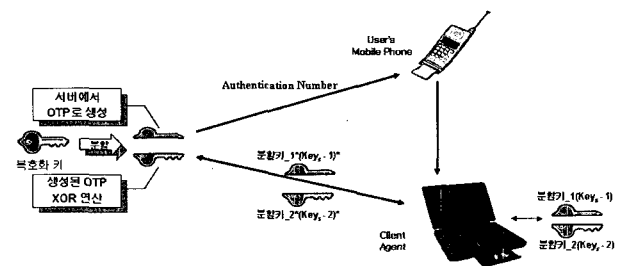 User's
Mobile Phone
Authentication Number
서버에서
OTP로 생성
분할
복호화 키
생성된 OTP
XOR 연산
분할키_1"(Keyₛ - 1)"
분할키_2"(Keyₛ - 2)"
Client
Agent
분할키_1(Keyₛ - 1)
분할키_2(Keyₛ - 2)